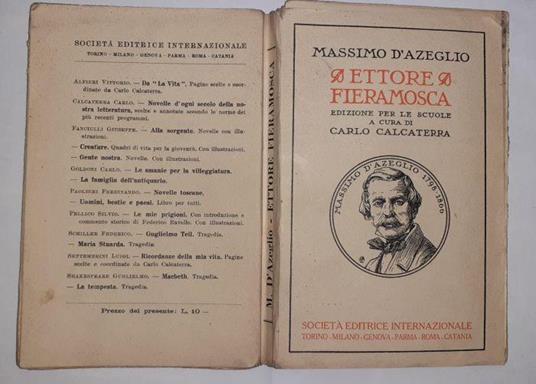 SOCIETÀ EDITRICE INTERNAZIONALE
TORINO - MILANO - GENOVA - PARMA - ROMA - CATANIA
ALFIERI VITTORIO. — Da "La Vita". Pagine scelte e coor-
dinate da Carlo Calcaterra.
CALCATERRA CARLO. — Novelle d'ogni secolo della no-
stra letteratura, scelte e annotate secondo le norme dei
più recenti programmi.
FANCIULLI GIUSEPPE. — Alla sorgente. Novelle con illu-
strazioni.
— Creature. Quadri di vita per la gioventù. Con illustrazioni.
— Gente nostra. Novelle. Con illustrazioni.
GOLDONI CARLO. — Le smanie per la villeggiatura.
— La famiglia dell'antiquario.
PAOLIERI FERDINANDO. — Novelle toscane.
— Uomini, bestie e paesi. Libro per tutti.
PELLICO SILVIO. — Le mie prigioni. Con introduzione e
commento storico di Federico Ravello. Con illustrazioni.
SCHILLER FEDERICO. — Guglielmo Tell. Tragedia.
— Maria Stuarda. Tragedia.
SETTEMBRINI LUIGI. — Ricordanze della mia vita. Pagine
scelte e coordinate da Carlo Calcaterra.
SHAKESPEARE GUGLIELMO. — Macbeth. Tragedia.
— La tempesta. Tragedia.
Prezzo del presente: L. 10 —
M. D'Azeglio - ETTORE FIERAMOSCA
MASSIMO D'AZEGLIO
ETTORE
FIERAMOSCA
EDIZIONE PER LE SCUOLE
A CURA DI
CARLO CALCATERRA
MASSIMO D'AZEGLIO 1798-1866
SOCIETÀ EDITRICE INTERNAZIONALE
TORINO-MILANO-GENOVA-PARMA-ROMA-CATANIA